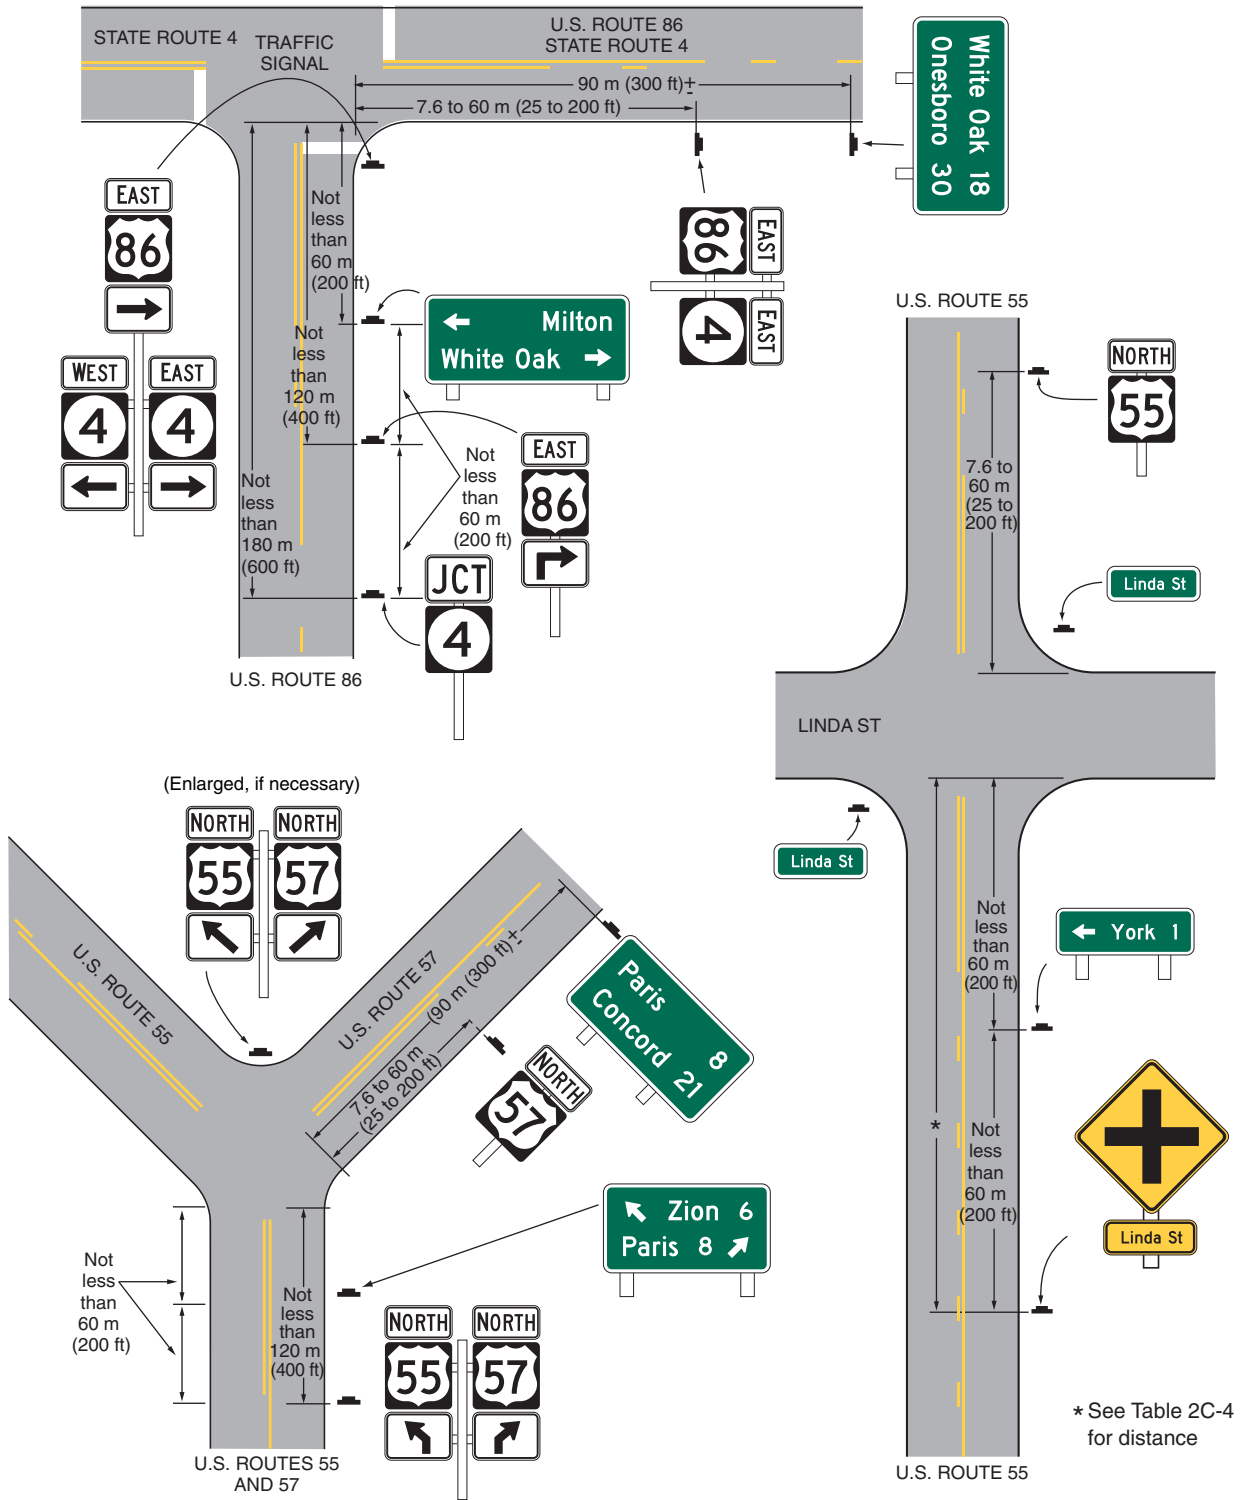 STATE ROUTE 4
TRAFFIC
SIGNAL
U.S. ROUTE 86
STATE ROUTE 4
90 m (300 ft)±
7.6 to 60 m (25 to 200 ft)
White Oak 18
Onesboro 30
EAST
86
WEST
EAST
4
4
Not
less
than
60 m
(200 ft)
Not
less
than
120 m
(400 ft)
Not
less
than
180 m
(600 ft)
Milton
White Oak
EAST
86
EAST
4
Not
less
than
60 m
(200 ft)
EAST
86
JCT
4
U.S. ROUTE 86
U.S. ROUTE 55
NORTH
55
7.6 to
60 m
(25 to
200 ft)
Linda St
LINDA ST
Linda St
Not
less
than
60 m
(200 ft)
York 1
*
Not
less
than
60 m
(200 ft)
Linda St
* See Table 2C-4
for distance
U.S. ROUTE 55
(Enlarged, if necessary)
NORTH
NORTH
55
57
U.S. ROUTE 55
U.S. ROUTE 57
(90 m (300 ft)±
7.6 to 60 m
(25 to 200 ft)
Paris 8
Concord 21
NORTH
57
Zion 6
Paris 8
Not
less
than
60 m
(200 ft)
Not
less
than
120 m
(400 ft)
NORTH
NORTH
55
57
U.S. ROUTES 55
AND 57